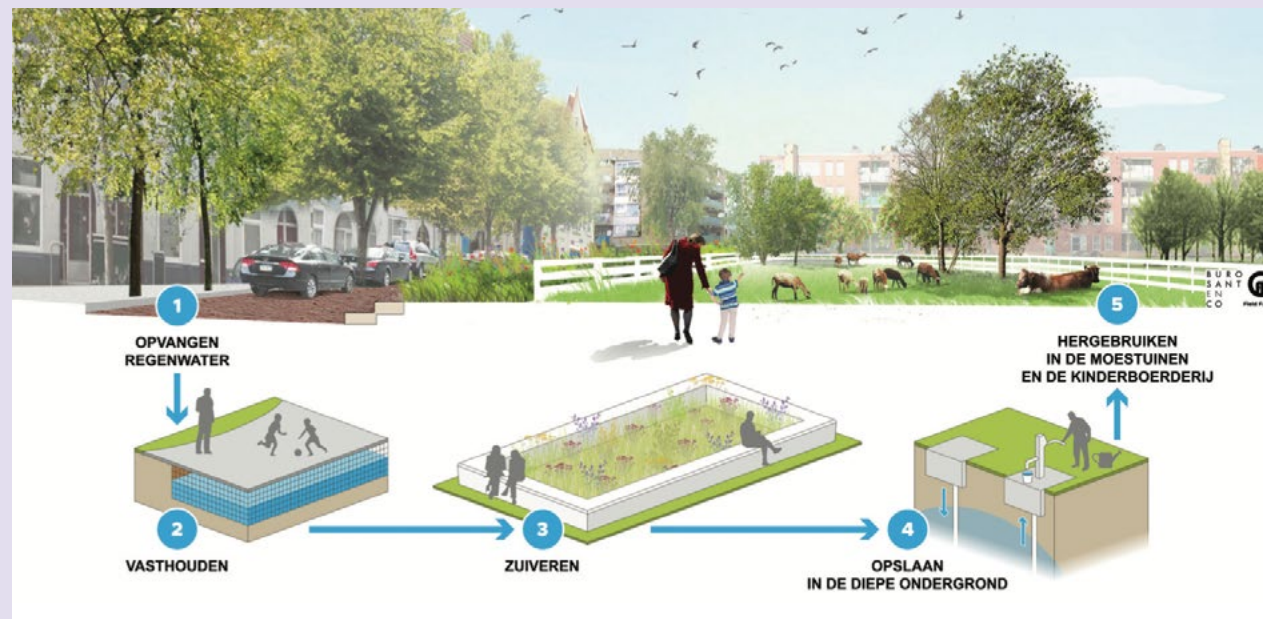 BURO
SANT
EN
CO
1
OPVANGEN
REGENWATER
5
HERGEBRUIKEN
IN DE MOESTUINEN
EN DE KINDERBOERDERIJ
2
VASTHOUDEN
3
ZUIVEREN
4
OPSLAAN
IN DE DIEPE ONDERGROND